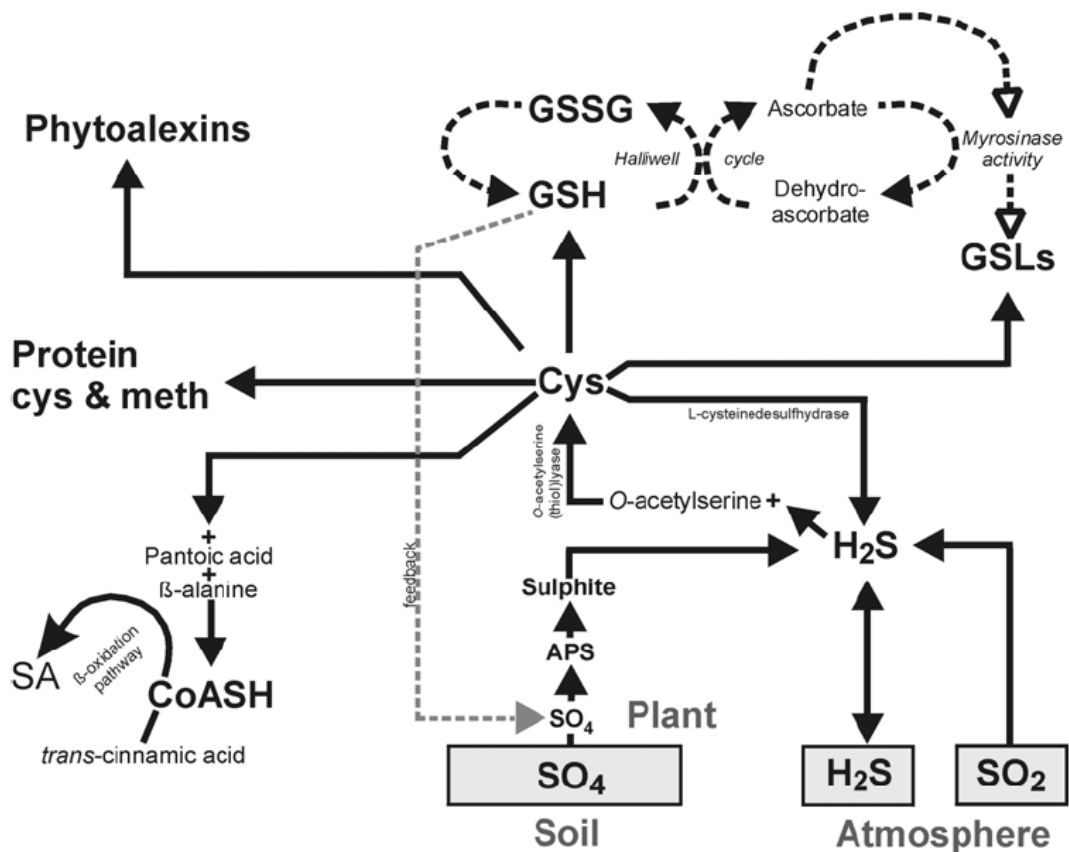 Phytoalexins
GSSG
Ascorbate
Halliwell
cycle
Myrosinase
activity
GSH
Dehydro-
ascorbate
GSLs
Protein
cys & meth
Cys
L-cysteinedesulfhydrase
O-acetylserine
(thiol)lyase
O-acetylserine +
H₂S
+
Pantoic acid
+
ß-alanine
feedback
Sulphite
APS
SA
ß-oxidation
pathway
CoASH
SO₄
Plant
trans-cinnamic acid
SO₄
H₂S
SO₂
Soil
Atmosphere